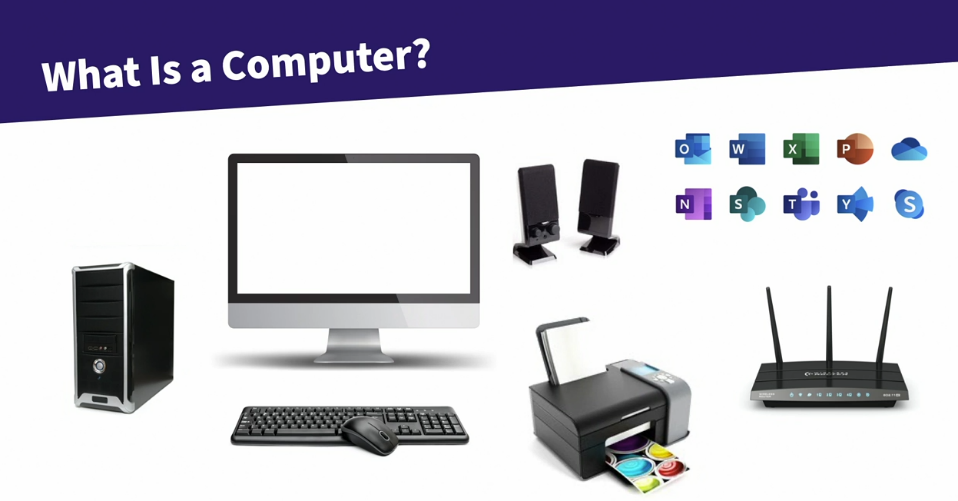 What Is a Computer?
O W X P
N S T Y S